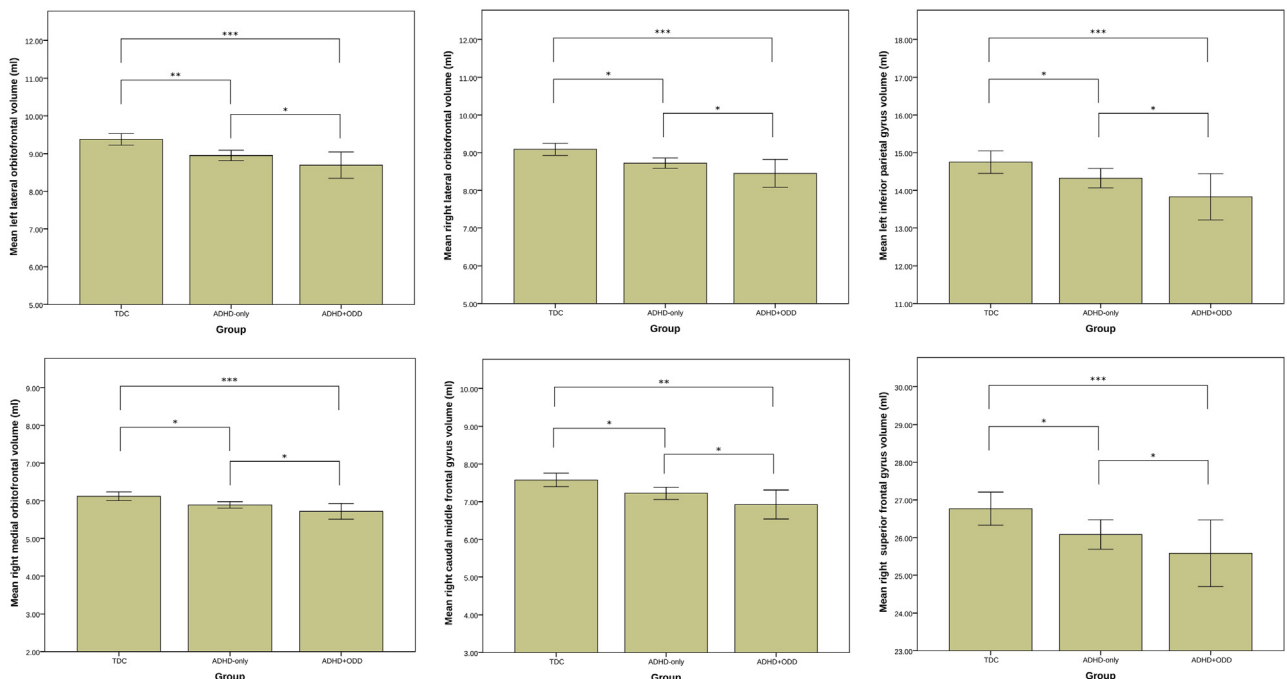 Mean left lateral orbitofrontal volume (ml)
12.00
11.00
10.00
9.00
8.00
7.00
6.00
5.00
***
**
*
TDC
ADHD-only
ADHD+ODD
Group
Mean rirght lateral orbitofrontal volume (ml)
12.00
11.00
10.00
9.00
8.00
7.00
6.00
5.00
***
*
*
TDC
ADHD-only
ADHD+ODD
Group
Mean left inferior parietal gyrus volume (ml)
18.00
17.00
16.00
15.00
14.00
13.00
12.00
11.00
***
*
*
TDC
ADHD-only
ADHD+ODD
Group
Mean right medial orbitofrontal volume (ml)
9.00
8.00
7.00
6.00
5.00
4.00
3.00
2.00
***
*
*
TDC
ADHD-only
ADHD+ODD
Group
Mean right caudal middle frontal gyrus volume (ml)
10.00
9.00
8.00
7.00
6.00
5.00
4.00
3.00
**
*
*
TDC
ADHD-only
ADHD+ODD
Group
Mean right superior frontal gyrus volume (ml)
30.00
29.00
28.00
27.00
26.00
25.00
24.00
23.00
***
*
*
TDC
ADHD-only
ADHD+ODD
Group